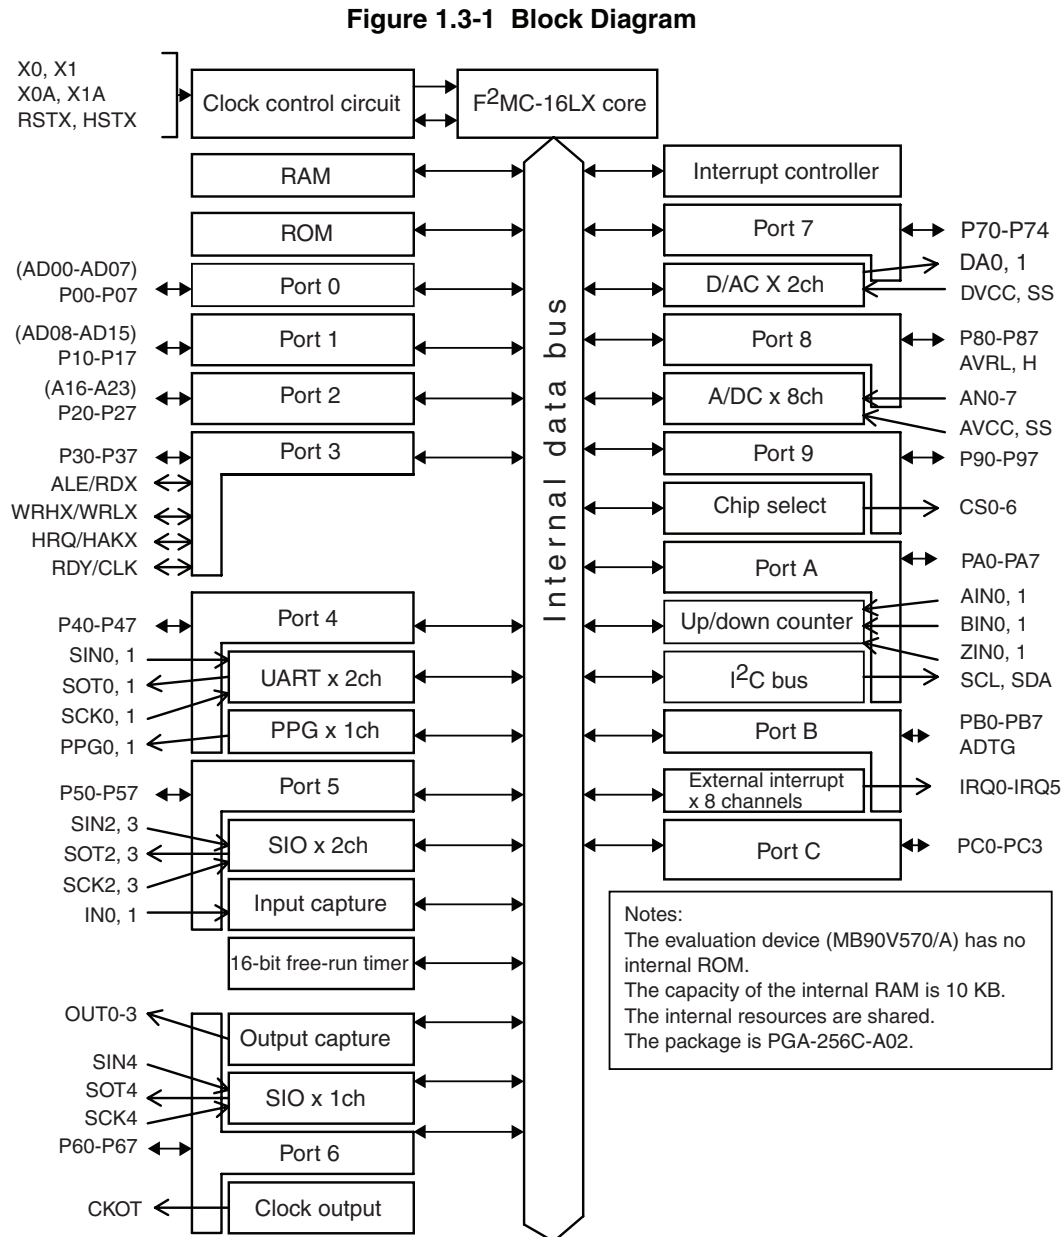 Figure 1.3-1 Block Diagram
X0, X1
X0A, X1A
RSTX, HSTX
Clock control circuit
F2MC-16LX core
RAM
ROM
(AD00-AD07)
P00-P07
Port 0
(AD08-AD15)
P10-P17
Port 1
(A16-A23)
P20-P27
Port 2
P30-P37
Port 3
ALE/RDX
WRHX/WRLX
HRQ/HAKX
RDY/CLK
P40-P47
Port 4
SIN0, 1
SOT0, 1
UART x 2ch
SCK0, 1
PPG0, 1
PPG x 1ch
P50-P57
Port 5
SIN2, 3
SOT2, 3
SIO x 2ch
SCK2, 3
IN0, 1
Input capture
16-bit free-run timer
OUT0-3
Output capture
SIN4
SOT4
SIO x 1ch
SCK4
P60-P67
Port 6
CKOT
Clock output
Internal data bus
Interrupt controller
Port 7
P70-P74
DA0, 1
D/AC X 2ch
DVCC, SS
Port 8
P80-P87
AVRL, H
A/DC x 8ch
AN0-7
AVCC, SS
Port 9
P90-P97
Chip select
CS0-6
Port A
PA0-PA7
AIN0, 1
Up/down counter
BIN0, 1
ZIN0, 1
I2C bus
SCL, SDA
Port B
PB0-PB7
ADTG
External interrupt
x 8 channels
IRQ0-IRQ5
Port C
PC0-PC3
Notes:
The evaluation device (MB90V570/A) has no
internal ROM.
The capacity of the internal RAM is 10 KB.
The internal resources are shared.
The package is PGA-256C-A02.